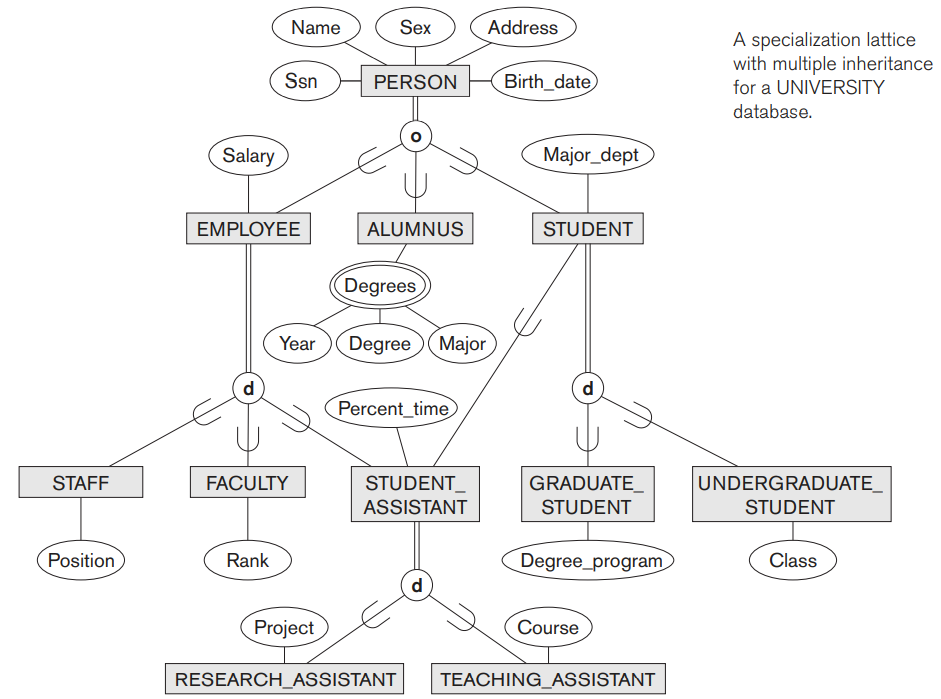 Name
Sex
Address
Ssn
PERSON
Birth_date
A specialization lattice
with multiple inheritance
for a UNIVERSITY
database.
o
Salary
Major_dept
EMPLOYEE
ALUMNUS
STUDENT
Degrees
Year
Degree
Major
d
d
Percent_time
STAFF
FACULTY
STUDENT_
ASSISTANT
GRADUATE_
STUDENT
UNDERGRADUATE_
STUDENT
Position
Rank
Degree_program
Class
d
Project
Course
RESEARCH_ASSISTANT
TEACHING_ASSISTANT